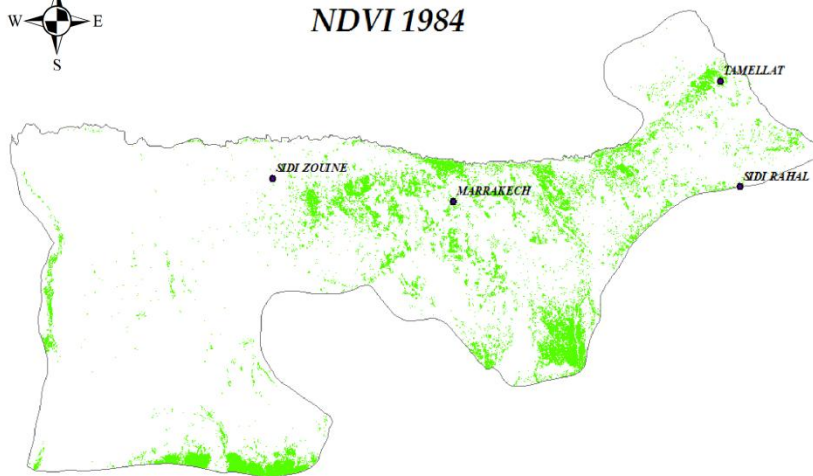 NDVI 1984
W E
S
TAMELLAT
SIDI ZOUINE
SIDI RAHAL
MARRAKECH